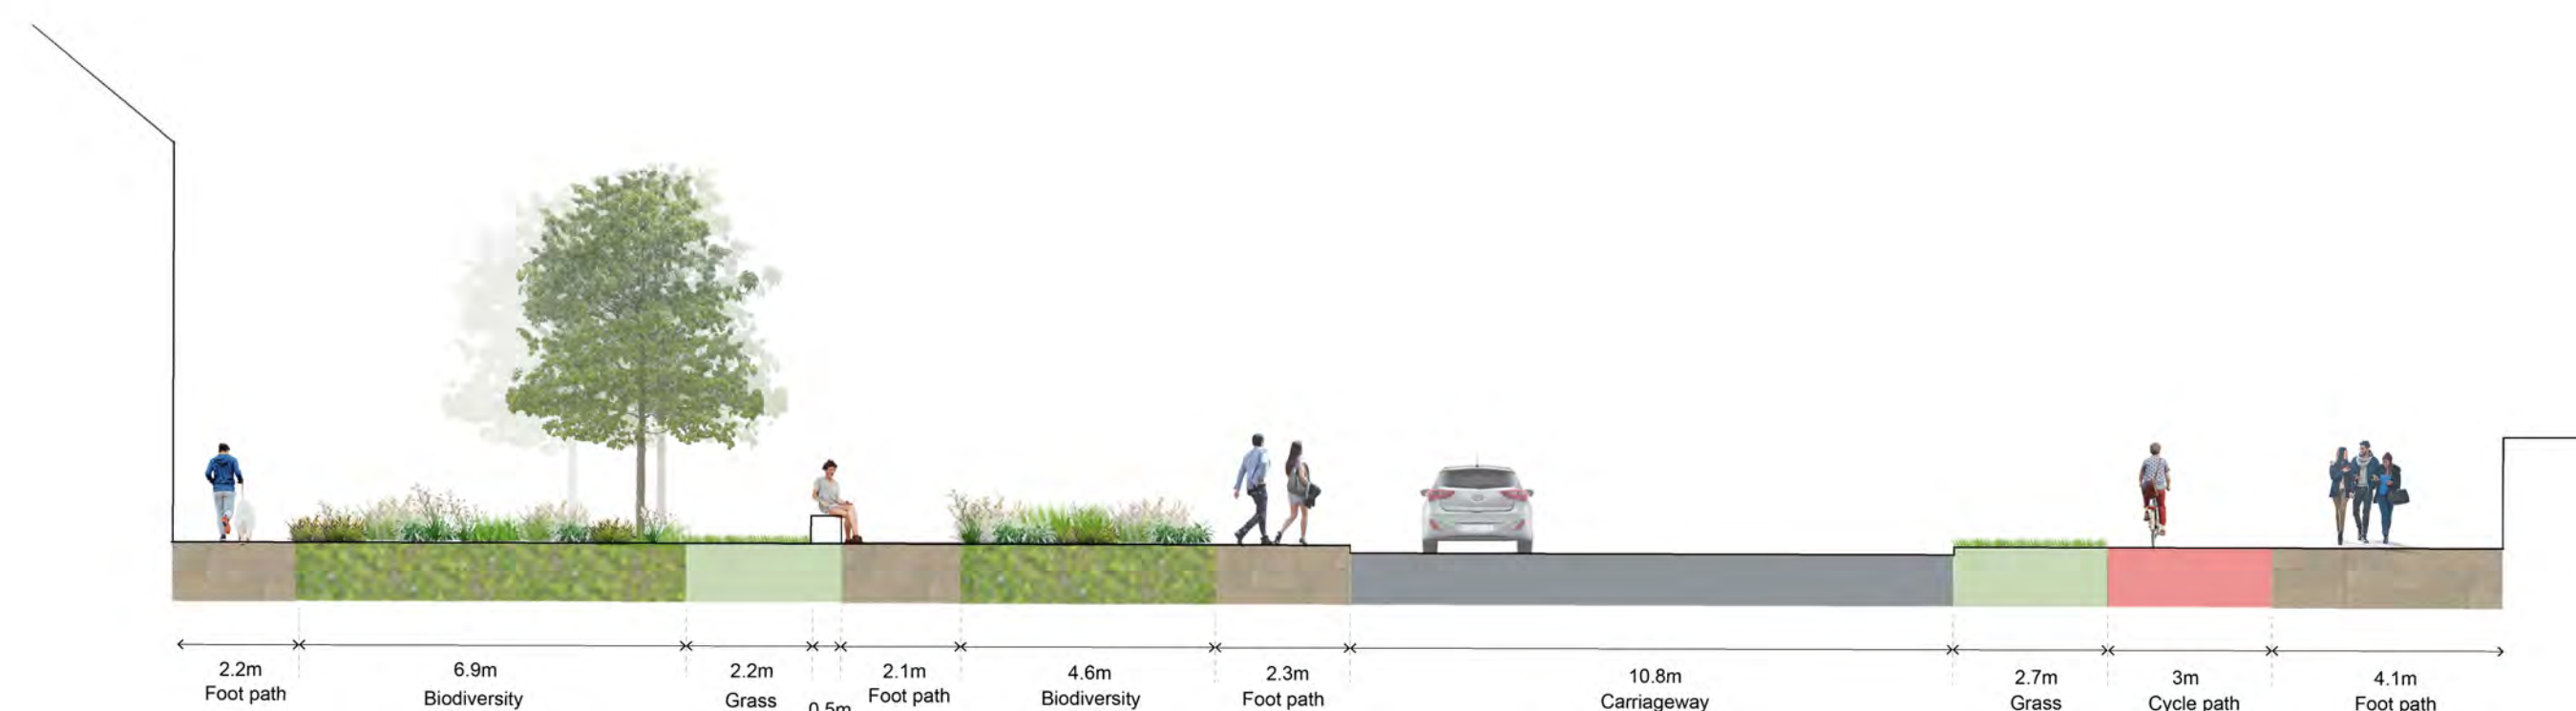 2.2m
Foot path
6.9m
Biodiversity
2.2m
Grass
0.5m
2.1m
Foot path
4.6m
Biodiversity
2.3m
Foot path
10.8m
Carriageway
2.7m
Grass
3m
Cycle path
4.1m
Foot path